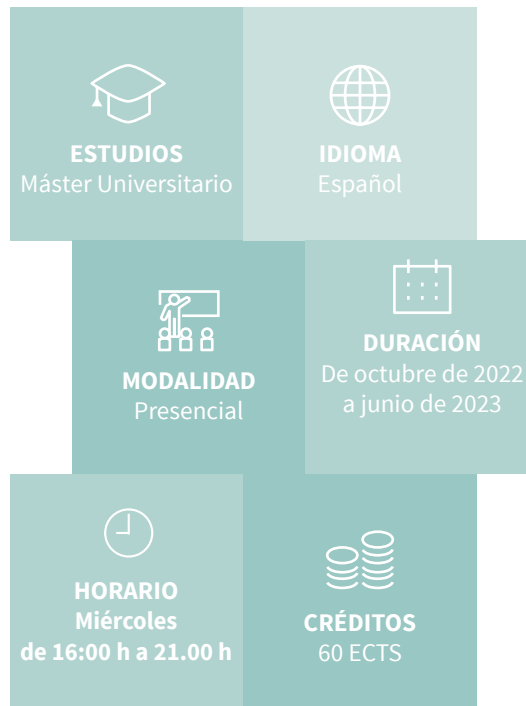 ESTUDIOS
Máster Universitario
IDIOMA
Español
MODALIDAD
Presencial
DURACIÓN
De octubre de 2022
a junio de 2023
HORARIO
Miércoles
de 16:00 h a 21.00 h
CRÉDITOS
60 ECTS